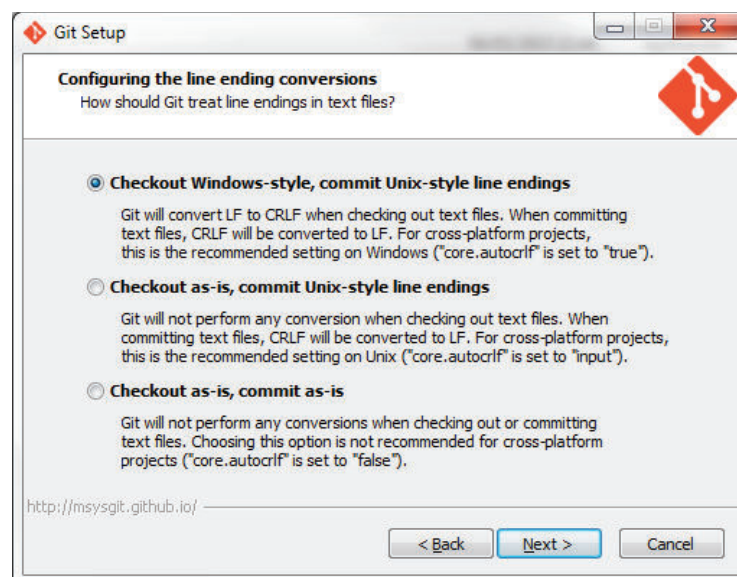 Git Setup
Configuring the line ending conversions
How should Git treat line endings in text files?
Checkout Windows-style, commit Unix-style line endings
Git will convert LF to CRLF when checking out text files. When committing
text files, CRLF will be converted to LF. For cross-platform projects,
this is the recommended setting on Windows ("core.autocrlf" is set to "true").
Checkout as-is, commit Unix-style line endings
Git will not perform any conversion when checking out text files. When
committing text files, CRLF will be converted to LF. For cross-platform projects,
this is the recommended setting on Unix ("core.autocrlf" is set to "input").
Checkout as-is, commit as-is
Git will not perform any conversions when checking out or committing
text files. Choosing this option is not recommended for cross-platform
projects ("core.autocrlf" is set to "false").
http://msysgit.github.io/
< Back Next > Cancel